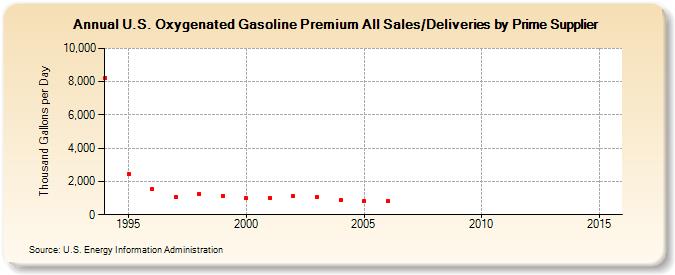 Annual U.S. Oxygenated Gasoline Premium All Sales/Deliveries by Prime Supplier
Thousand Gallons per Day
10,000
8,000
6,000
4,000
2,000
0
1995 2000 2005 2010 2015
Source: U.S. Energy Information Administration